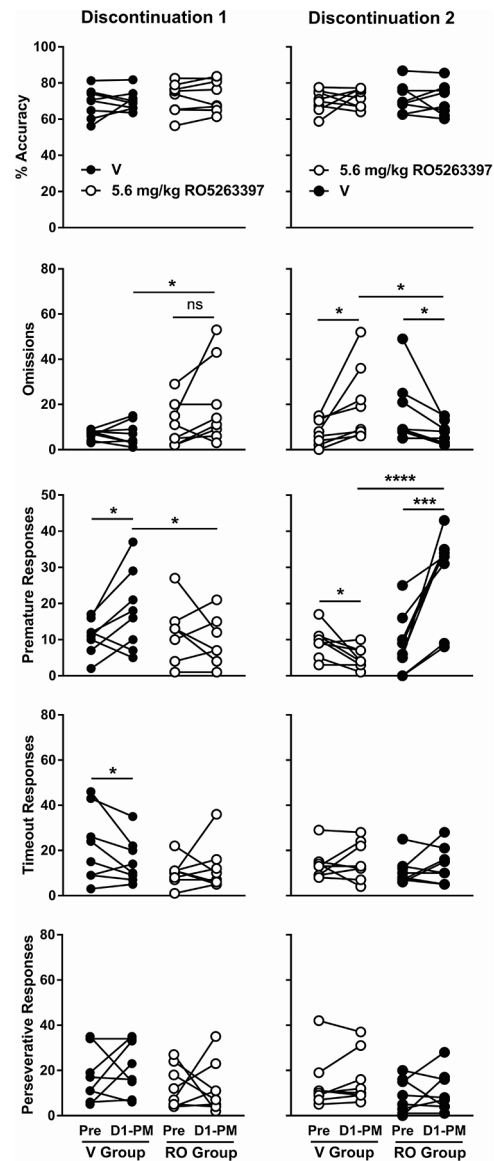 Discontinuation 1
Discontinuation 2
% Accuracy
100
80
60
40
20
0
V
5.6 mg/kg RO5263397
5.6 mg/kg RO5263397
V
Omissions
80
60
40
20
0
*
ns
*
*
*
Premature Responses
50
40
30
20
10
0
*
*
*
****
***
Timeout Responses
80
60
40
20
0
*
Perseverative Responses
80
60
40
20
0
Pre D1-PM Pre D1-PM
V Group RO Group
Pre D1-PM Pre D1-PM
V Group RO Group